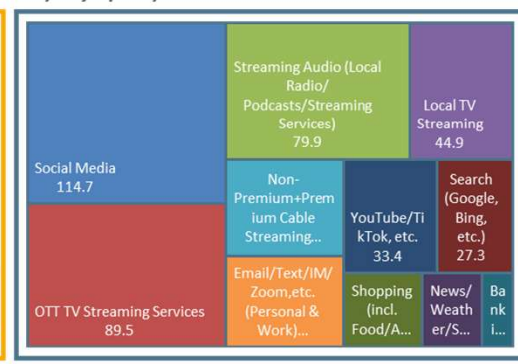 Social Media
114.7
OTT TV Streaming Services
89.5
Streaming Audio (Local
Radio/
Podcasts/Streaming
Services)
79.9
Local TV
Streaming
44.9
Non-
Premium+Prem
ium Cable
Streaming...
Email/Text/IM/
Zoom,etc.
(Personal &
Work)...
YouTube/Ti
kTok, etc.
33.4
Search
(Google,
Bing,
etc.)
27.3
Shopping
(incl.
Food/A...
News/
Weath
er/S...
Ba
nk
i...